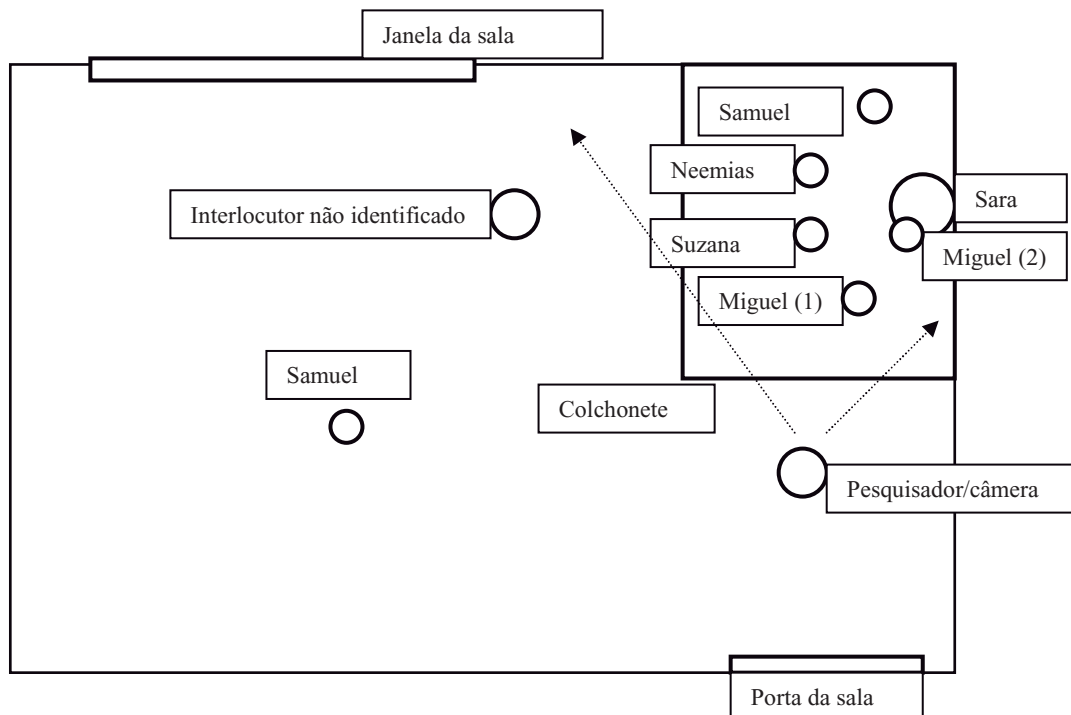 Janela da sala
Samuel
Neemias
Sara
Interlocutor não identificado
Suzana
Miguel (2)
Miguel (1)
Samuel
Colchonete
Pesquisador/câmera
Porta da sala